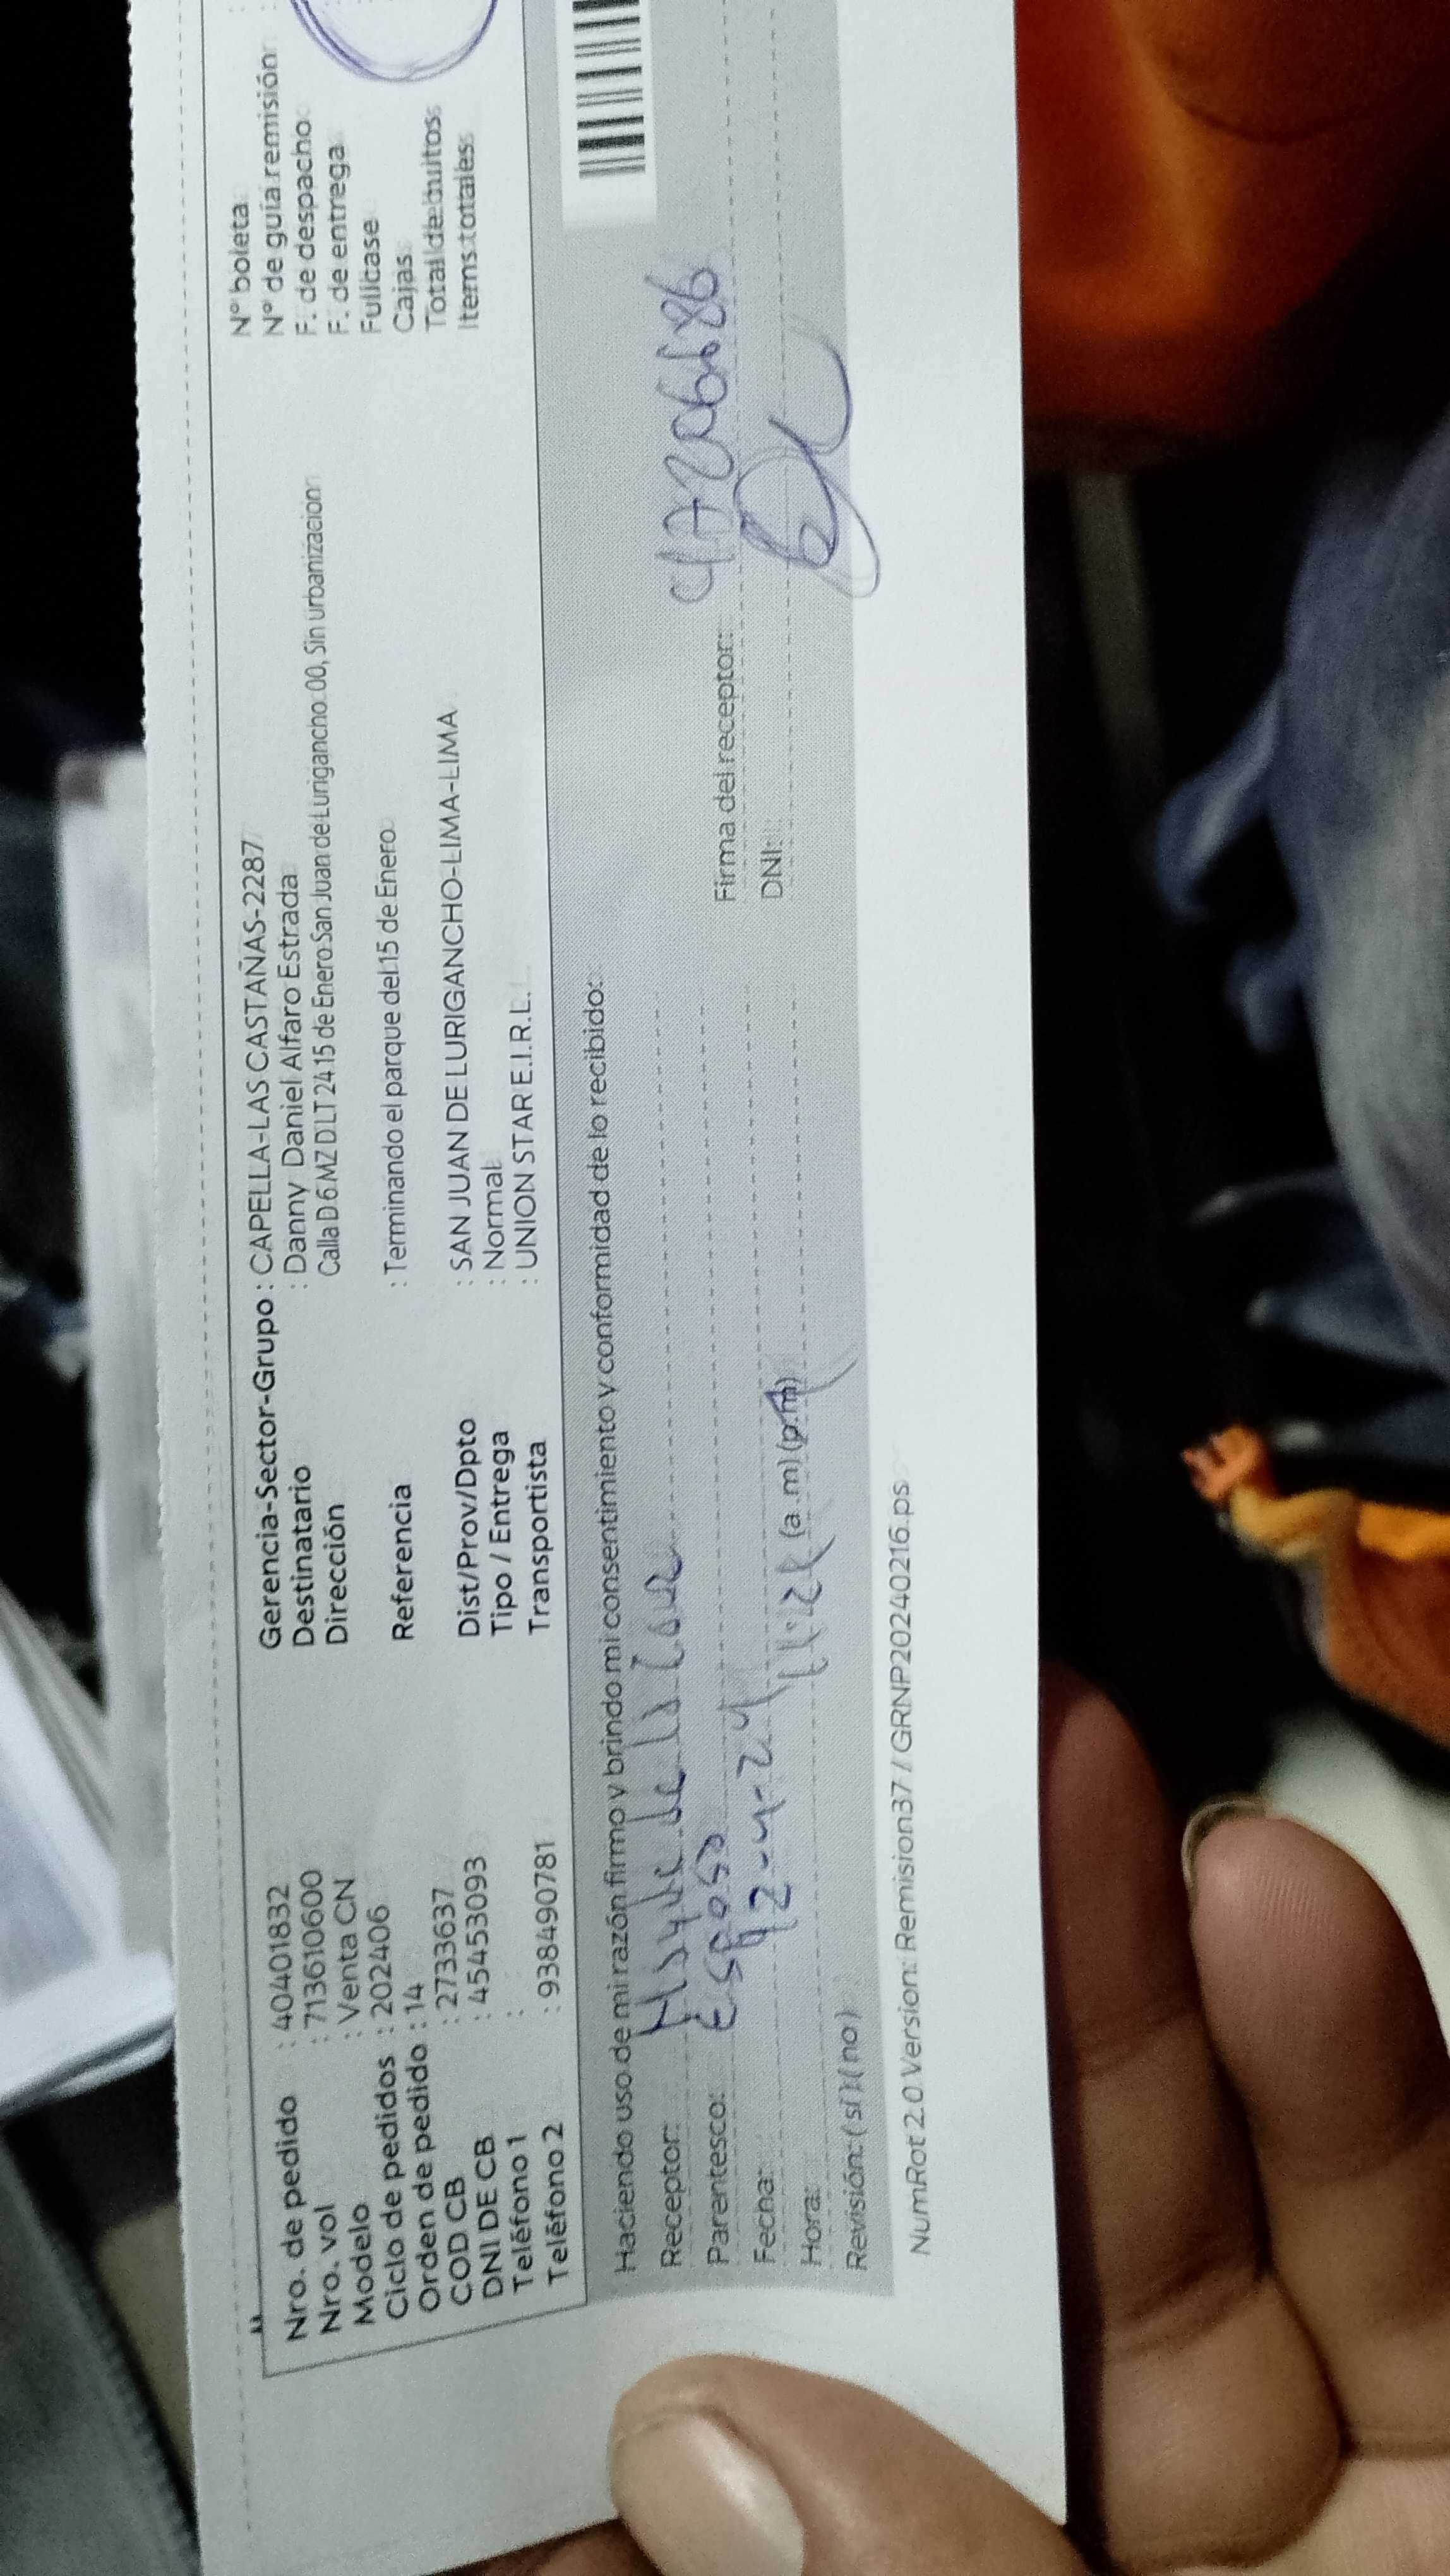 Nro. de pedido : 40401832
Nro. vol : 713610600
Modelo : Venta CN
Ciclo de pedidos : 202406
Orden de pedido : 14
COD CB : 2733637
DNI DE CB : 45453093
Teléfono 1 :
Teléfono 2 : 938490781
Gerencia-Sector-Grupo : CAPELLA-LAS CASTAÑAS-2287
Destinatario : Danny Daniel Alfaro Estrada
Dirección Calla D 6 MZ D LT 24 15 de Enero San Juan de Lurigancho 00, Sin urbanizacion
Referencia : Terminando el parque del 15 de Enero
Dist/Prov/Dpto : SAN JUAN DE LURIGANCHO-LIMA-LIMA
Tipo / Entrega : Normal
Transportista : UNION STAR E.I.R.L.
N° boleta :
N° de guía remisión :
F. de despacho :
F. de entrega :
Fullcase
Cajas
Total de bultos
Items totales
Haciendo uso de mi razón firmo y brindo mi consentimiento y conformidad de lo recibido:
Receptor: de la
Parentesco: Esposa
Fecha: 12-4-24
Hora: (a.m) (p.m)
Revisión: (sí) (no)
Firma del receptor:
DNI:
NumRot 2.0 Version: Remision37 / GRNP20240216.ps